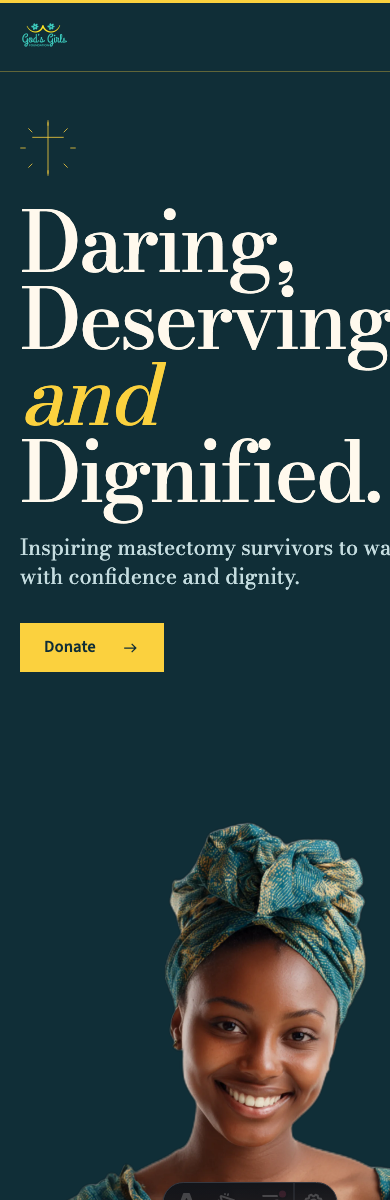 God's Girls
Daring,
Deserving
and
Dignified.
Inspiring mastectomy survivors to wa
with confidence and dignity.
Donate →